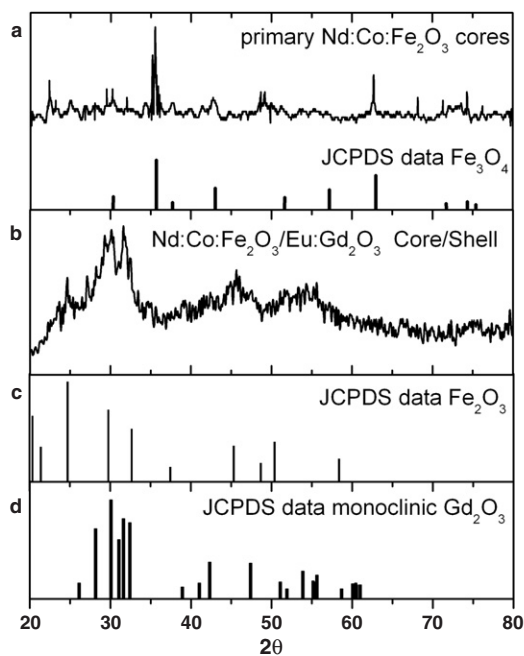 a
primary Nd:Co:Fe₂O₃ cores
JCPDS data Fe₃O₄
b
Nd:Co:Fe₂O₃/Eu:Gd₂O₃ Core/Shell
c
JCPDS data Fe₂O₃
d
JCPDS data monoclinic Gd₂O₃
20 30 40 50 60 70 80
2θ